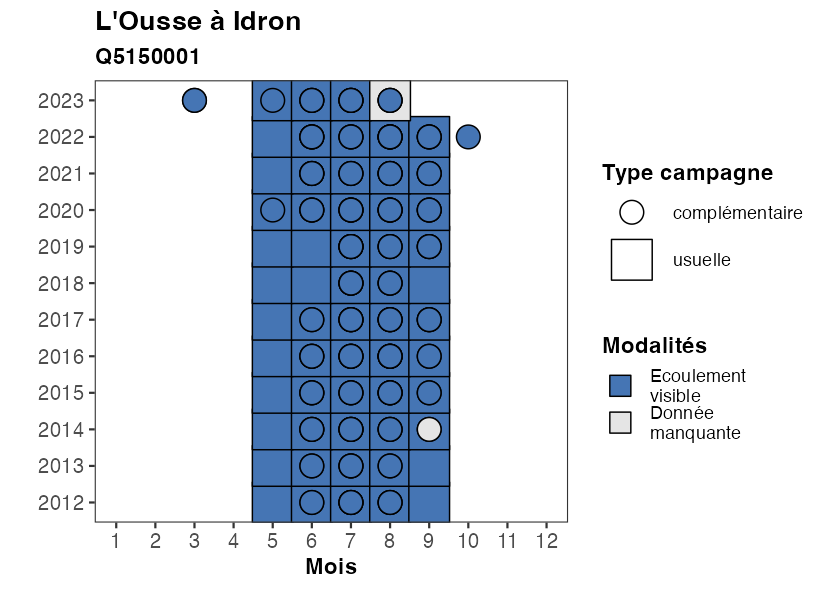 L'Ousse à Idron
Q5150001
2023
2022
2021
2020
2019
2018
2017
2016
2015
2014
2013
2012
1 2 3 4 5 6 7 8 9 10 11 12
Mois
Type campagne
complémentaire
usuelle
Modalités
Ecoulement
visible
Donnée
manquante